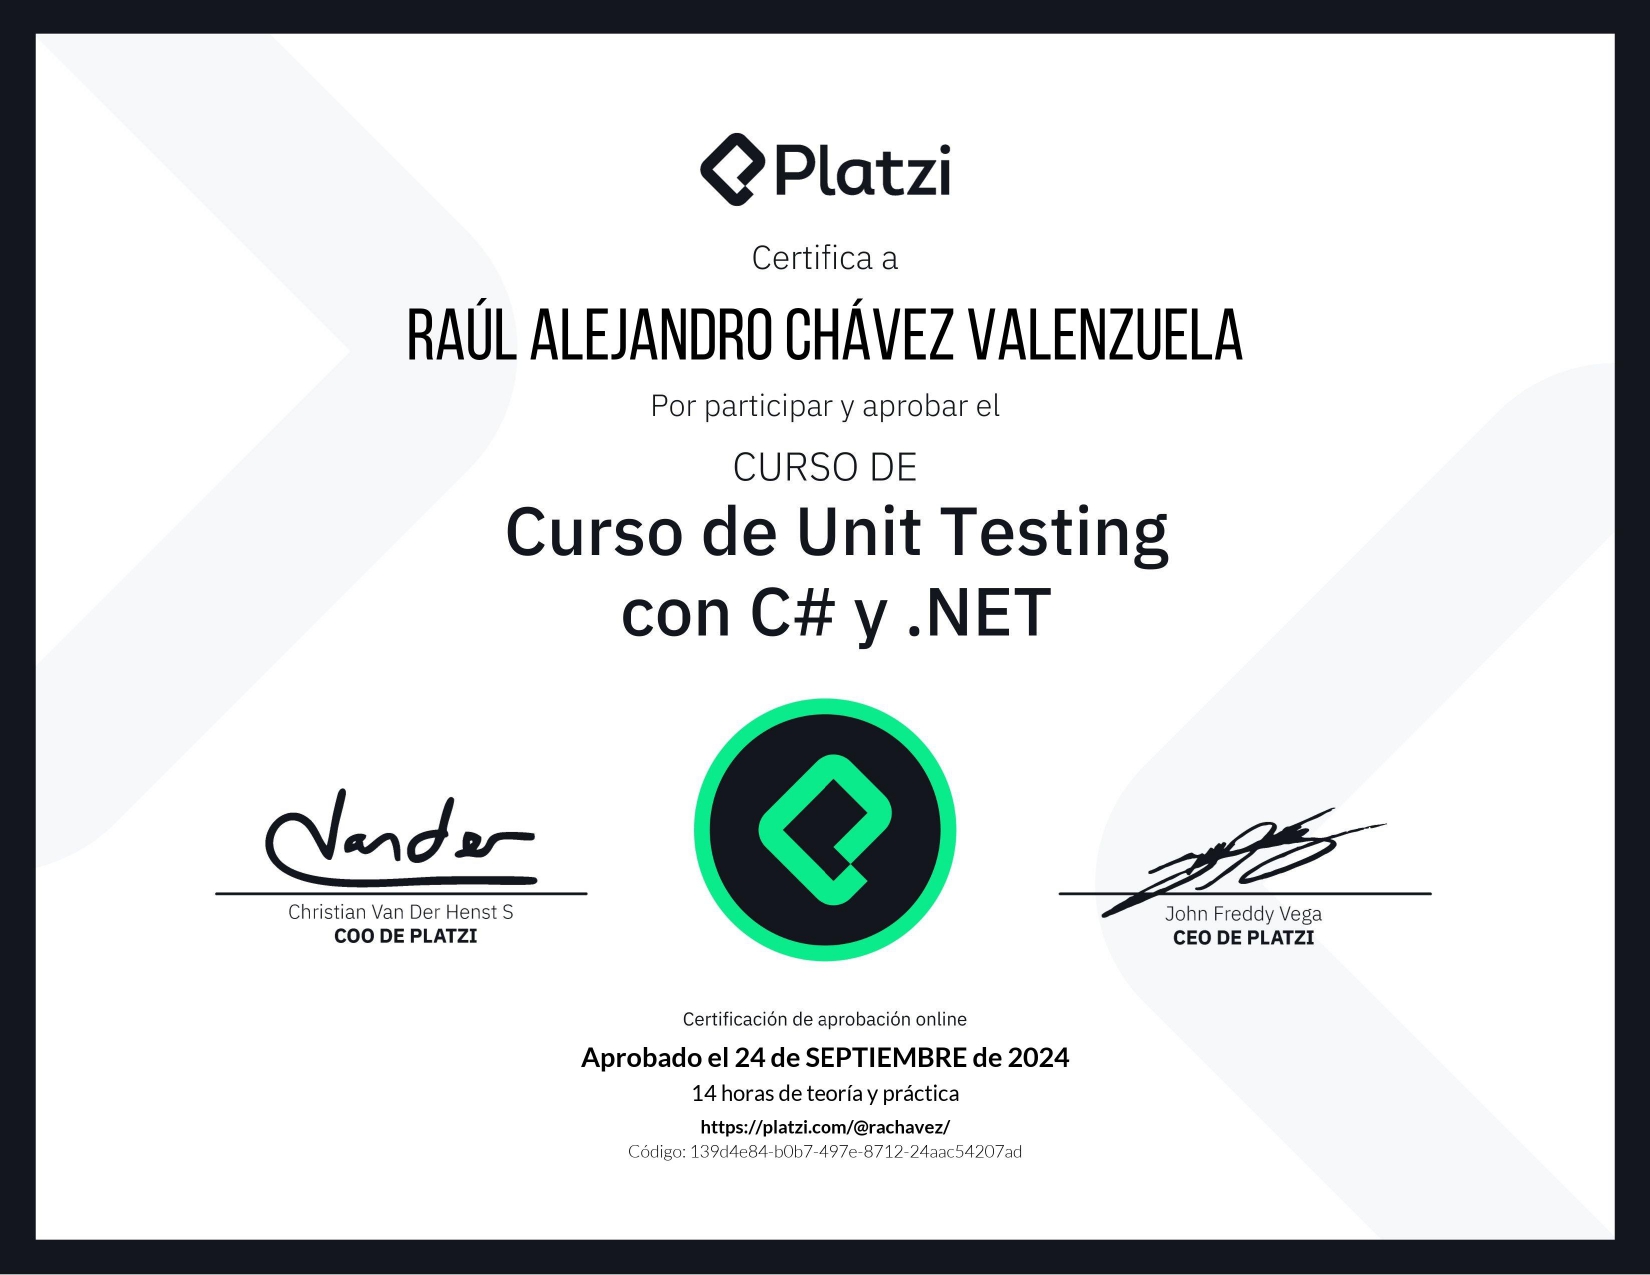 Platzi
Certifica a
RAÚL ALEJANDRO CHÁVEZ VALENZUELA
Por participar y aprobar el
CURSO DE
Curso de Unit Testing
con C# y .NET
Vander
Christian Van Der Henst S
COO DE PLATZI
John Freddy Vega
CEO DE PLATZI
Certificación de aprobación online
Aprobado el 24 de SEPTIEMBRE de 2024
14 horas de teoría y práctica
https://platzi.com/@rachavez/
Código: 139d4e84-b0b7-497e-8712-24aac54207ad